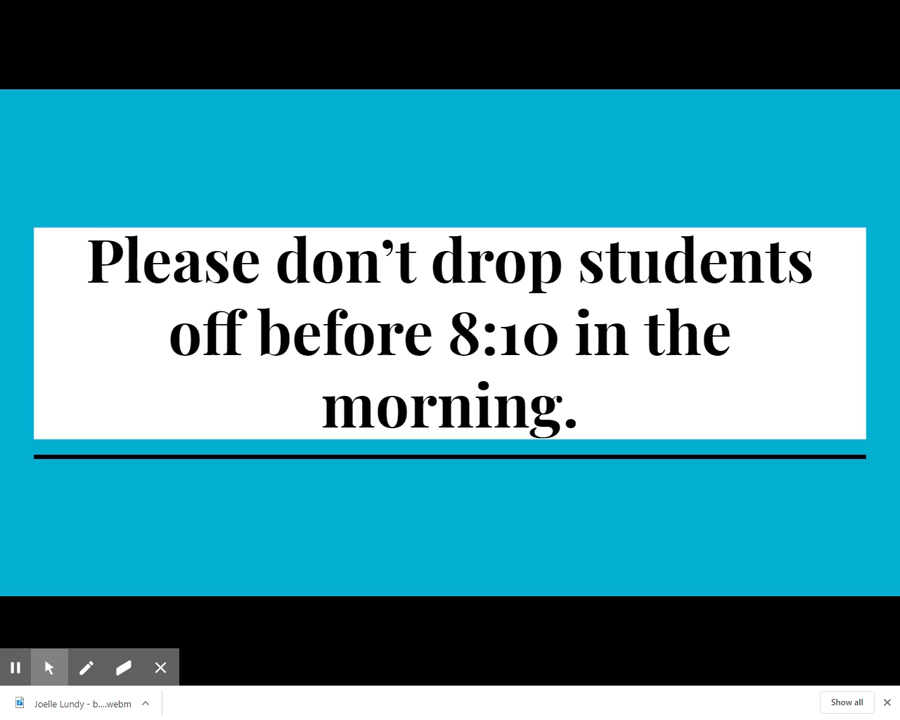 Please don’t drop students
off before 8:10 in the
morning.
Joelle Lundy - b....webm
Show all